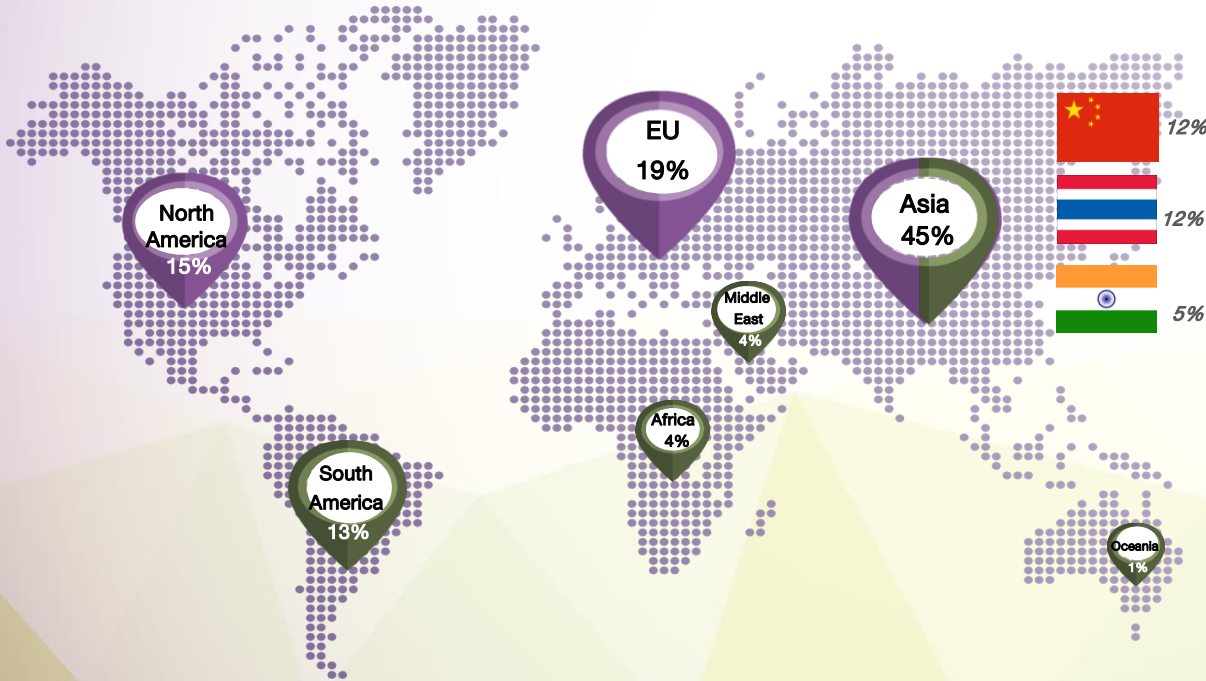 EU
19%
12%
Asia
45%
North
America
15%
12%
Middle
East
4%
5%
Africa
4%
South
America
13%
Oceania
1%